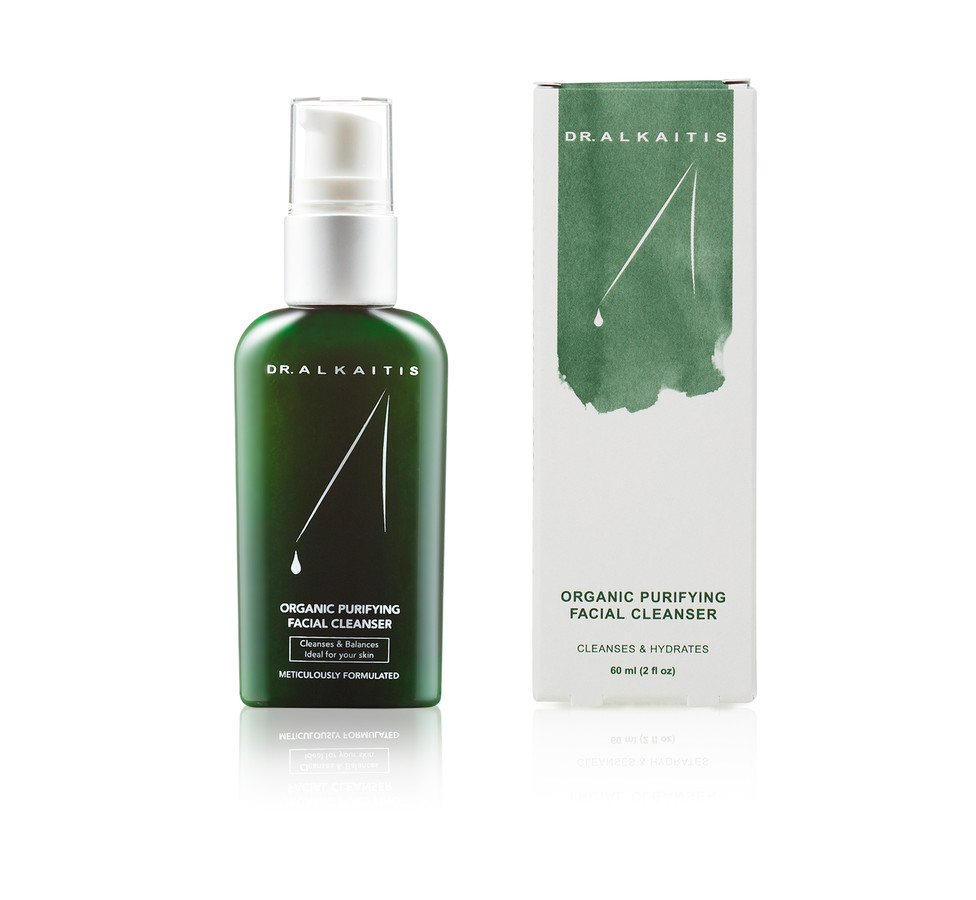 DR. ALKAITIS
ORGANIC PURIFYING
FACIAL CLEANSER
Cleanses & Balances
Ideal for your skin
METICULOUSLY FORMULATED
DR. ALKAITIS
ORGANIC PURIFYING
FACIAL CLEANSER
CLEANSES & HYDRATES
60 ml (2 fl oz)